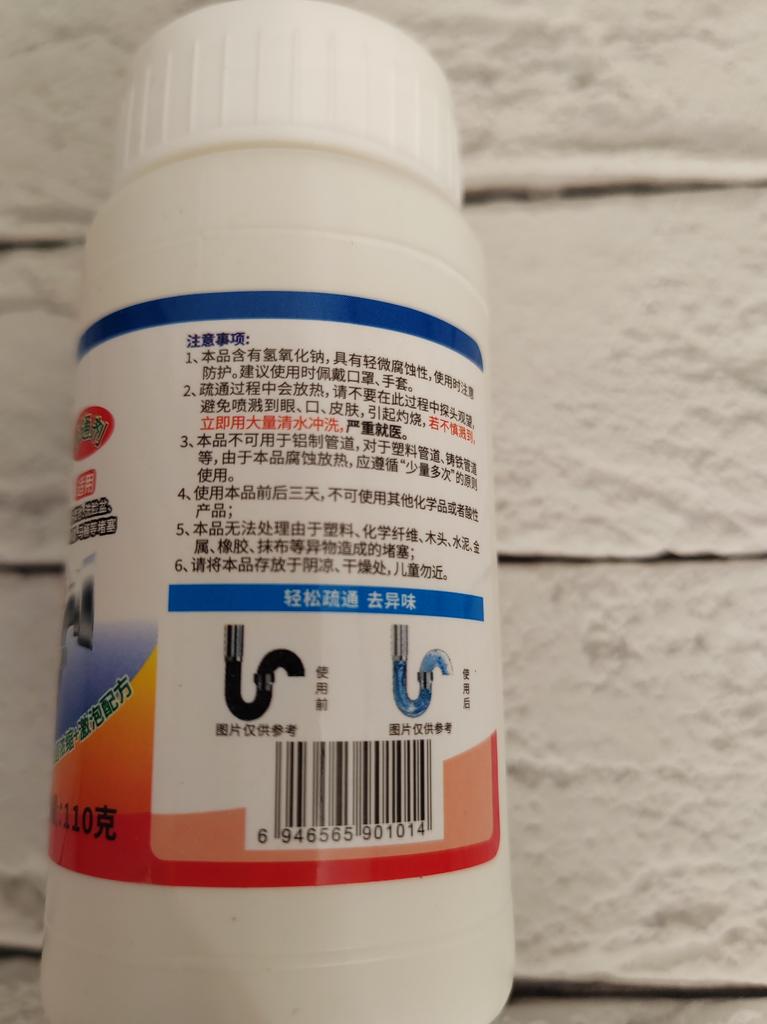 注意事项:
1、本品含有氢氧化钠,具有轻微腐蚀性,使用时注意
防护。建议使用时佩戴口罩、手套。
2、疏通过程中会放热,请不要在此过程中探头观望,
避免喷溅到眼、口、皮肤,引起灼烧,若不慎溅到,
立即用大量清水冲洗,严重就医。
3、本品不可用于铝制管道,对于塑料管道、铸铁管道
等,由于本品腐蚀放热,应遵循“少量多次”的原则
使用。
4、使用本品前后三天,不可使用其他化学品或者酸性
产品;
5、本品无法处理由于塑料、化学纤维、木头、水泥、金
属、橡胶、抹布等异物造成的堵塞;
6、请将本品存放于阴凉、干燥处,儿童勿近。
轻松疏通 去异味
使用前
使用后
图片仅供参考
图片仅供参考
6 946565 901014
通剂
适用
等堵塞
+激泡配方
:110克